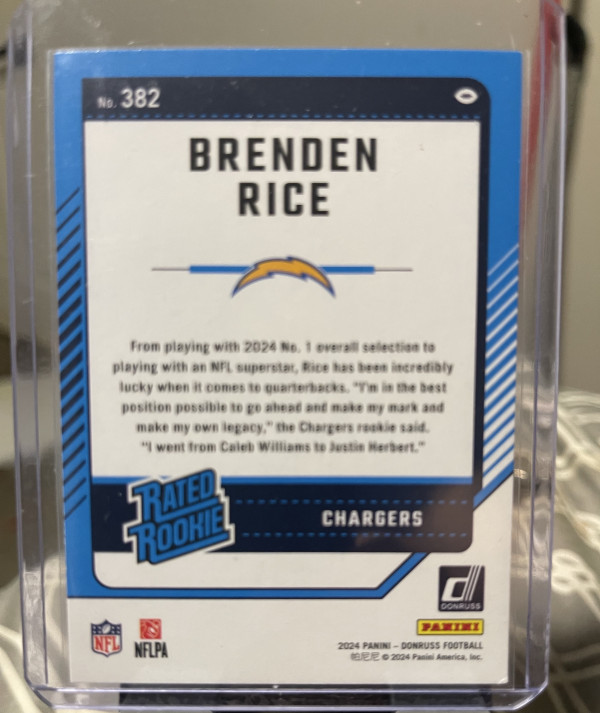 No. 382
BRENDEN
RICE
From playing with 2024 No. 1 overall selection to
playing with an NFL superstar, Rice has been incredibly
lucky when it comes to quarterbacks. "I'm in the best
position possible to go ahead and make my mark and
make my own legacy," the Chargers rookie said.
"I went from Caleb Williams to Justin Herbert."
RATED
ROOKIE
CHARGERS
DONRUSS
PANINI
NFL
NFLPA
2024 PANINI – DONRUSS FOOTBALL
帕尼尼 © 2024 Panini America, Inc.